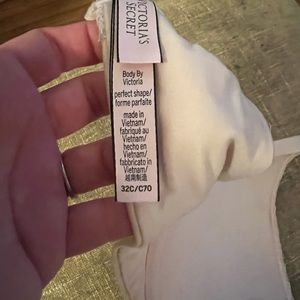 VICTORIA'S
SECRET
Body By
Victoria
perfect shape/
forme parfaite
made in
Vietnam/
fabriqué au
Vietnam/
hecho en
Vietnam/
fabbricato in
Vietnam/
越南制造
32C/C70